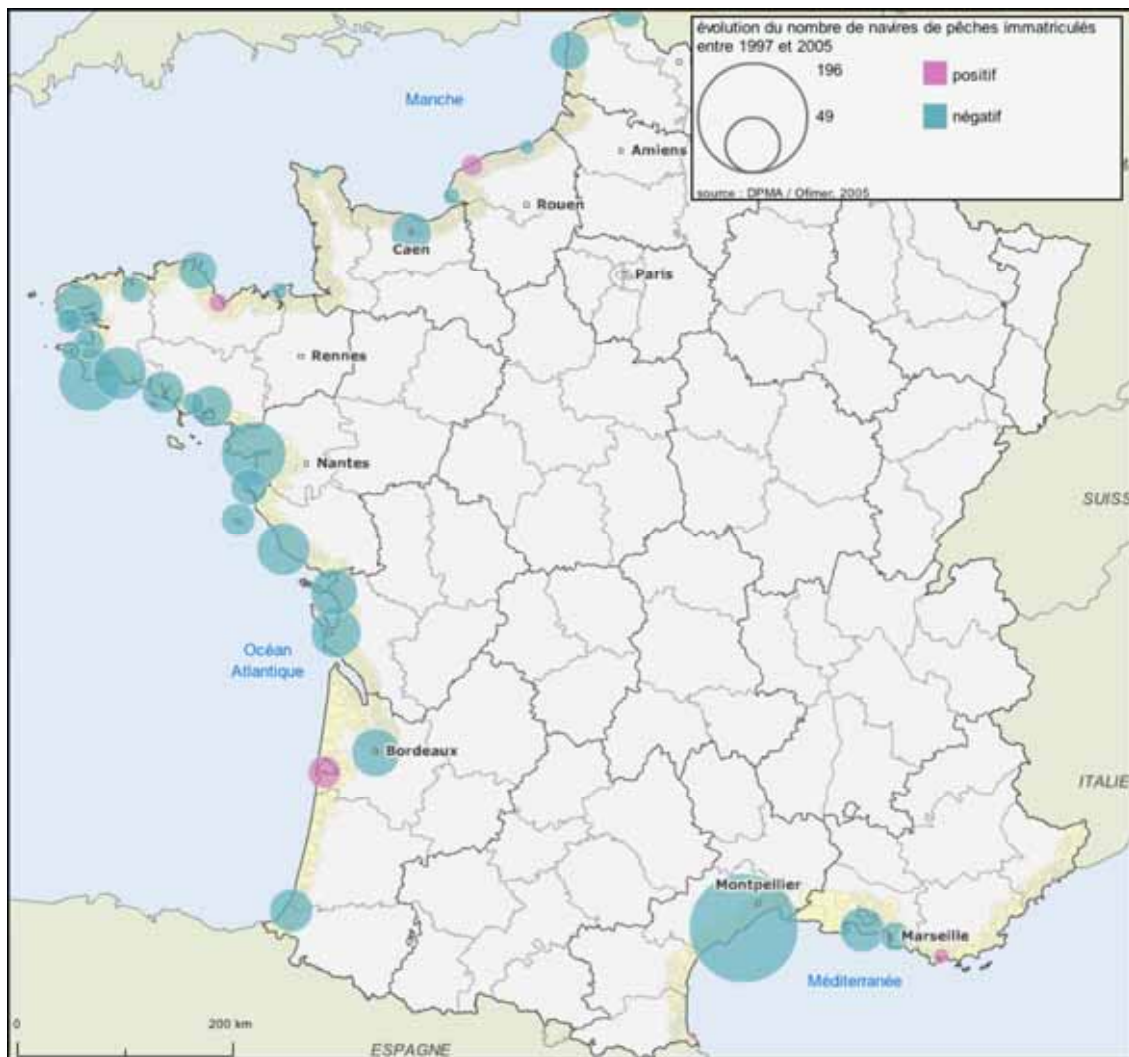 évolution du nombre de navires de pêches immatriculés
entre 1997 et 2005
196
49
positif
négatif
source : DPMA / Ofimer, 2005
Manche
Amiens
Rouen
Caen
Paris
Rennes
Nantes
SUISS
Océan
Atlantique
Bordeaux
ITALIE
Montpellier
Marseille
Méditerranée
0
200 km
ESPAGNE